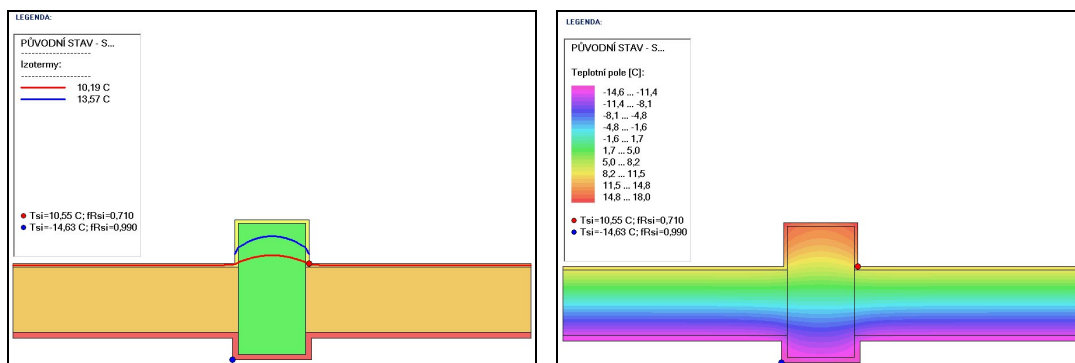 LEGENDA:
PŮVODNÍ STAV - S...
--------------------
Izotermy:
--------------------
10,19 C
13,57 C
Tsi=10,55 C; fRsi=0,710
Tsi=-14,63 C; fRsi=0,990
LEGENDA:
PŮVODNÍ STAV - S...
--------------------
Teplotní pole [C]:
-14,6 ... -11,4
-11,4 ... -8,1
-8,1 ... -4,8
-4,8 ... -1,6
-1,6 ... 1,7
1,7 ... 5,0
5,0 ... 8,2
8,2 ... 11,5
11,5 ... 14,8
14,8 ... 18,0
Tsi=10,55 C; fRsi=0,710
Tsi=-14,63 C; fRsi=0,990